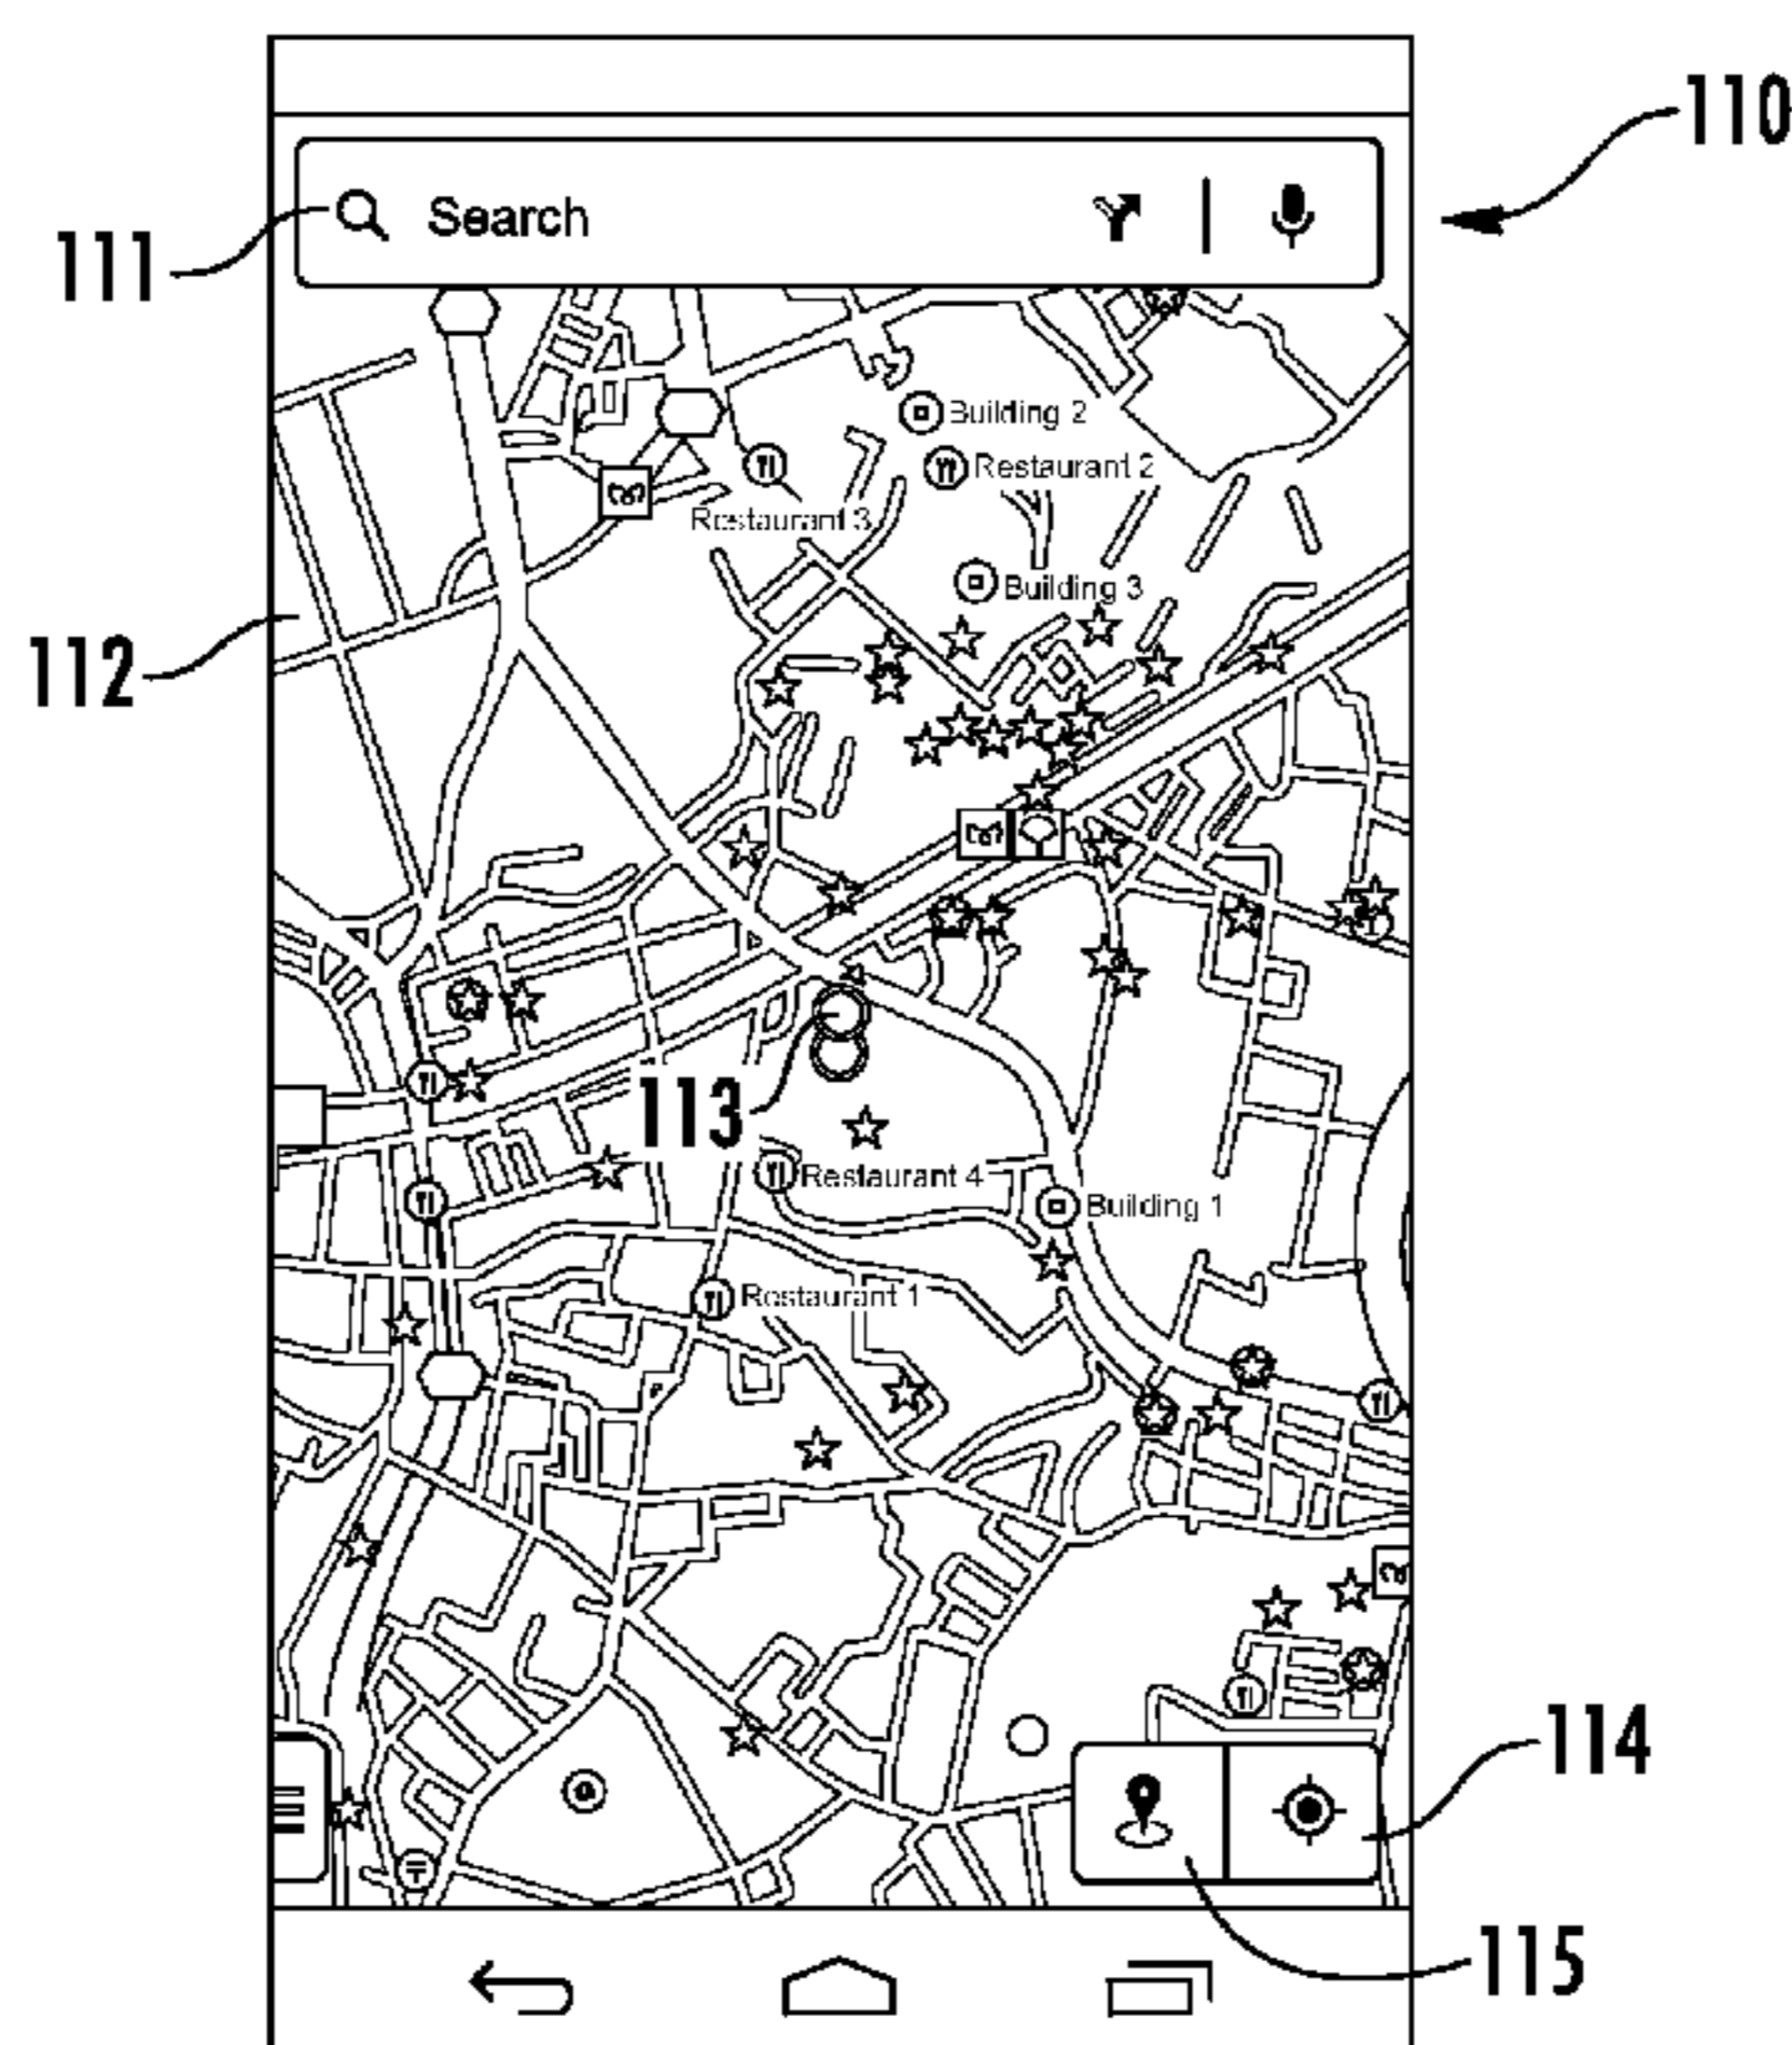 110
Search
111
Building 2
Restaurant 2
Restaurant 3
Building 3
112
113
Restaurant 4
Building 1
Restaurant 1
114
115